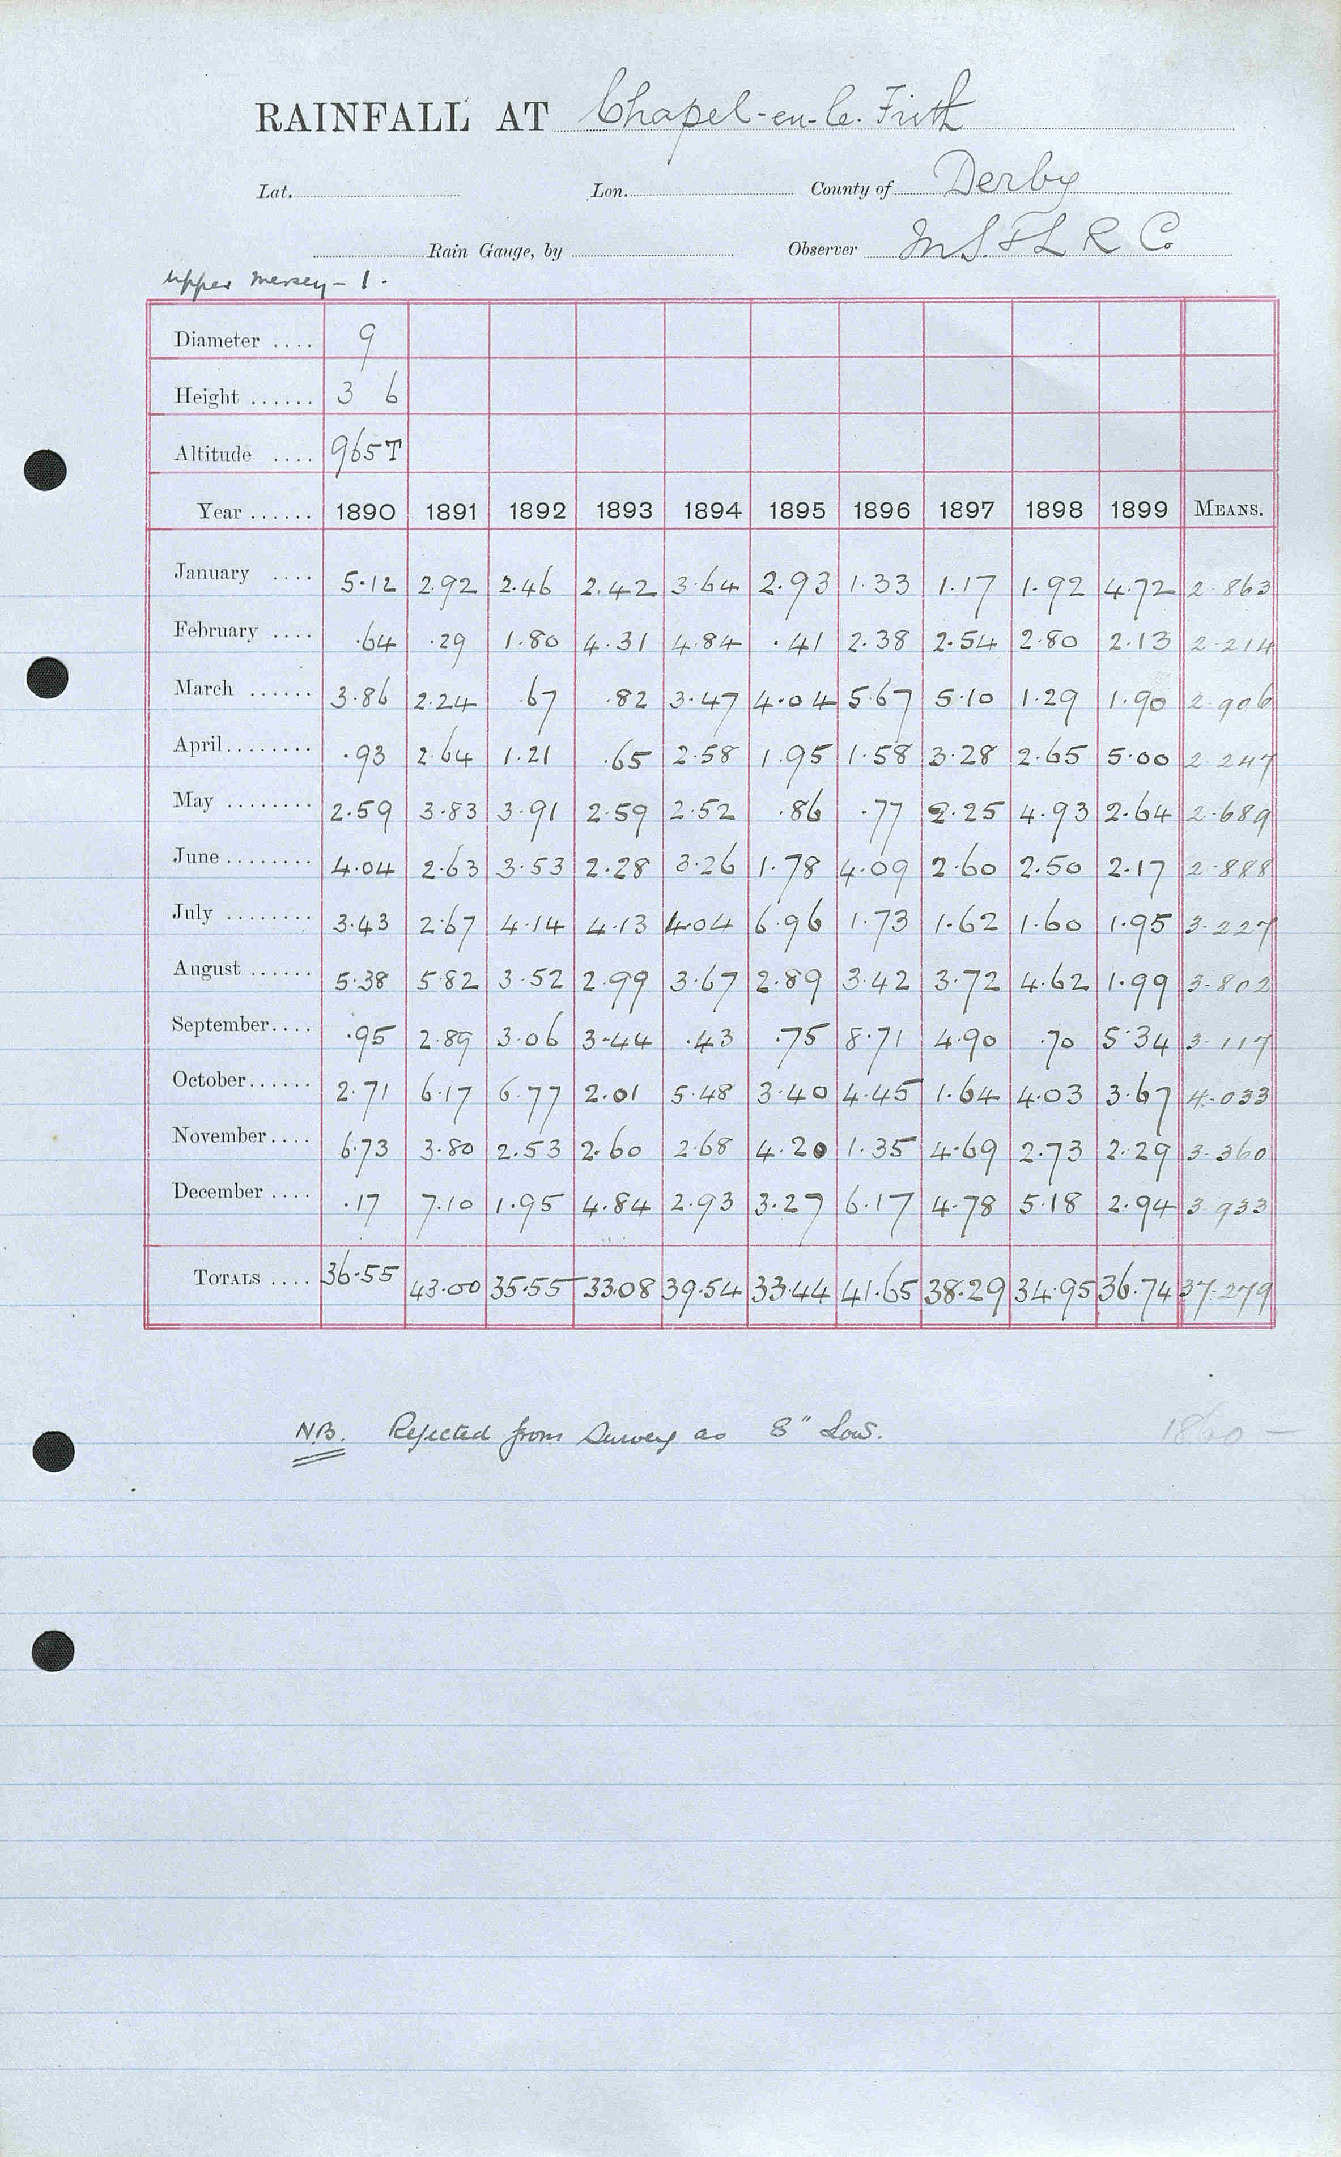 RAINFALL AT Chapel-en-le-Frith
Lat. Lon. County of Derby
Rain Gauge, by Observer M S. & L R Co
Upper Mersey - 1.
Diameter .... 9
Height ...... 3 6
Altitude .... 965T
Year ...... 1890 1891 1892 1893 1894 1895 1896 1897 1898 1899 MEANS.
January .... 5.12 2.92 2.46 2.42 3.64 2.93 1.33 1.17 1.92 4.72 2.863
February .... .64 .29 1.80 4.31 4.84 .41 2.38 2.54 2.80 2.13 2.214
March ...... 3.86 2.24 .67 .82 3.47 4.04 5.67 5.10 1.29 1.90 2.906
April........ .93 2.64 1.21 .65 2.58 1.95 1.58 3.28 2.65 5.00 2.247
May ........ 2.59 3.83 3.91 2.59 2.52 .86 .77 2.25 4.93 2.64 2.689
June........ 4.04 2.63 3.53 2.28 3.26 1.78 4.09 2.60 2.50 2.17 2.888
July ........ 3.43 2.67 4.14 4.13 4.04 6.96 1.73 1.62 1.60 1.95 3.227
August ...... 5.38 5.82 3.52 2.99 3.67 2.89 3.42 3.72 4.62 1.99 3.802
September.... .95 2.89 3.06 3.44 .43 .75 8.71 4.90 .70 5.34 3.117
October...... 2.71 6.17 6.77 2.01 5.48 3.40 4.45 1.64 4.03 3.67 4.033
November.... 6.73 3.80 2.53 2.60 2.68 4.20 1.35 4.69 2.73 2.29 3.360
December .... .17 7.10 1.95 4.84 2.93 3.27 6.17 4.78 5.18 2.94 3.933
TOTALS .... 36.55 43.00 35.55 33.08 39.54 33.44 41.65 38.29 34.95 36.74 37.279
N.B. Rejected from Survey as 8" Low.
1860 -